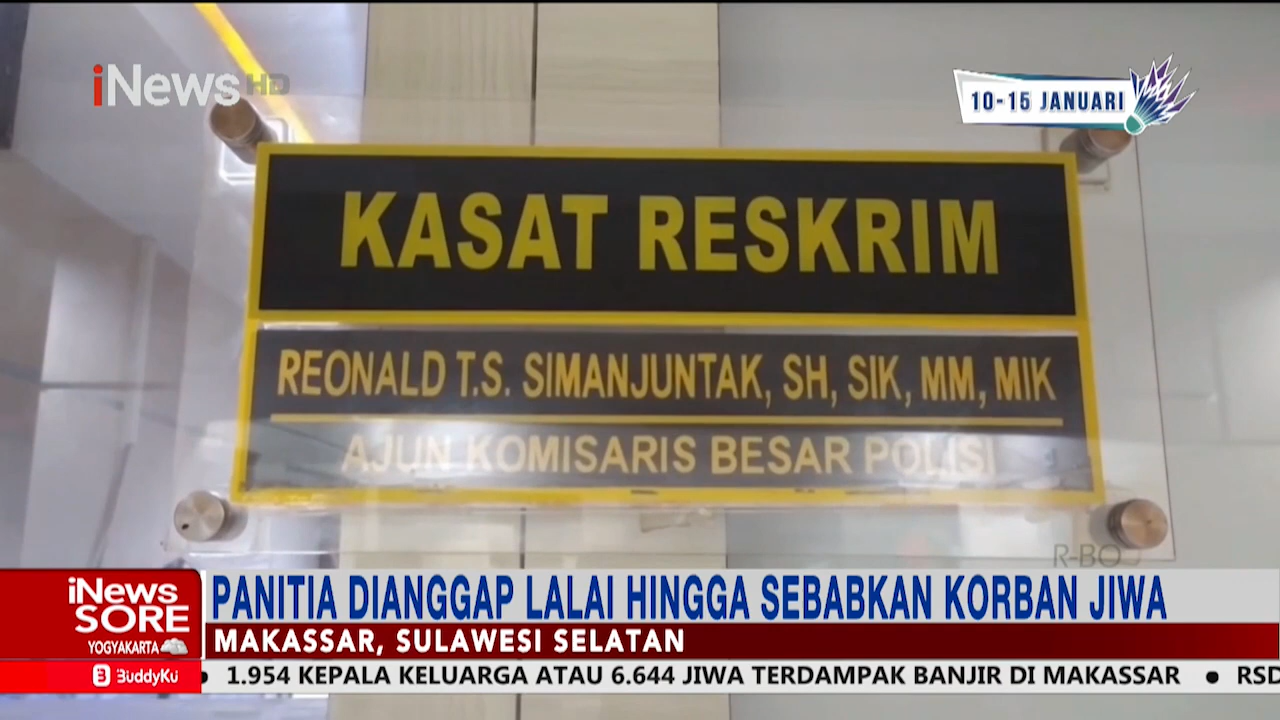 iNewsHD
10-15 JANUARI
KASAT RESKRIM
REONALD T.S. SIMANJUNTAK, SH, SIK, MM, MIK
AJUN KOMISARIS BESAR POLISI
R-BO
iNews
SORE
YOGYAKARTA
PANITIA DIANGGAP LALAI HINGGA SEBABKAN KORBAN JIWA
MAKASSAR, SULAWESI SELATAN
BuddyKu
• 1.954 KEPALA KELUARGA ATAU 6.644 JIWA TERDAMPAK BANJIR DI MAKASSAR • RSD